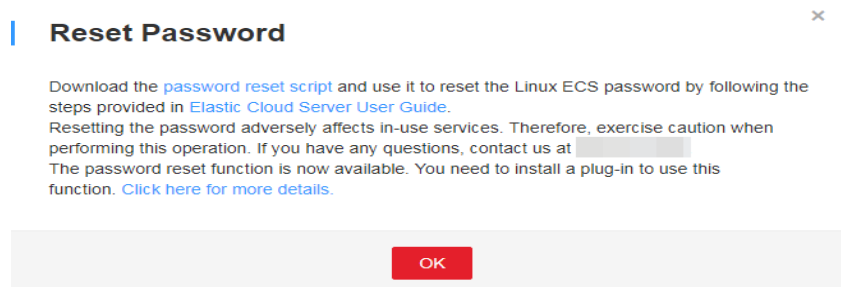 ×
Reset Password
Download the password reset script and use it to reset the Linux ECS password by following the
steps provided in Elastic Cloud Server User Guide.
Resetting the password adversely affects in-use services. Therefore, exercise caution when
performing this operation. If you have any questions, contact us at
The password reset function is now available. You need to install a plug-in to use this
function. Click here for more details.
OK